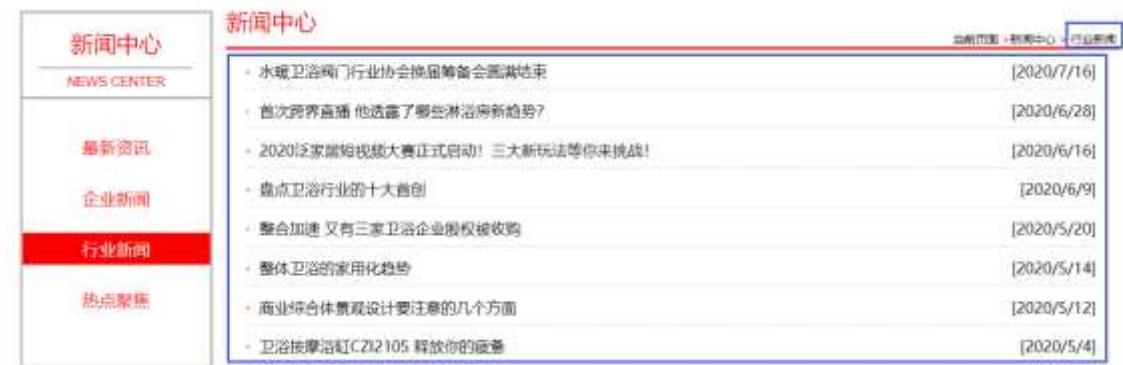 新闻中心
NEWS CENTER
最新资讯
企业新闻
行业新闻
热点聚焦
新闻中心
当前页面 >新闻中心 > 行业新闻
· 水暖卫浴阀门行业协会换届筹备会圆满结束 [2020/7/16]
· 首次跨界直播 他透露了哪些淋浴房新趋势? [2020/6/28]
· 2020泛家居短视频大赛正式启动！三大新玩法等你来挑战！ [2020/6/16]
· 盘点卫浴行业的十大首创 [2020/6/9]
· 整合加速 又有三家卫浴企业股权被收购 [2020/5/20]
· 整体卫浴的家用化趋势 [2020/5/14]
· 商业综合体景观设计要注意的几个方面 [2020/5/12]
· 卫浴按摩浴缸CZI2105 释放你的疲惫 [2020/5/4]